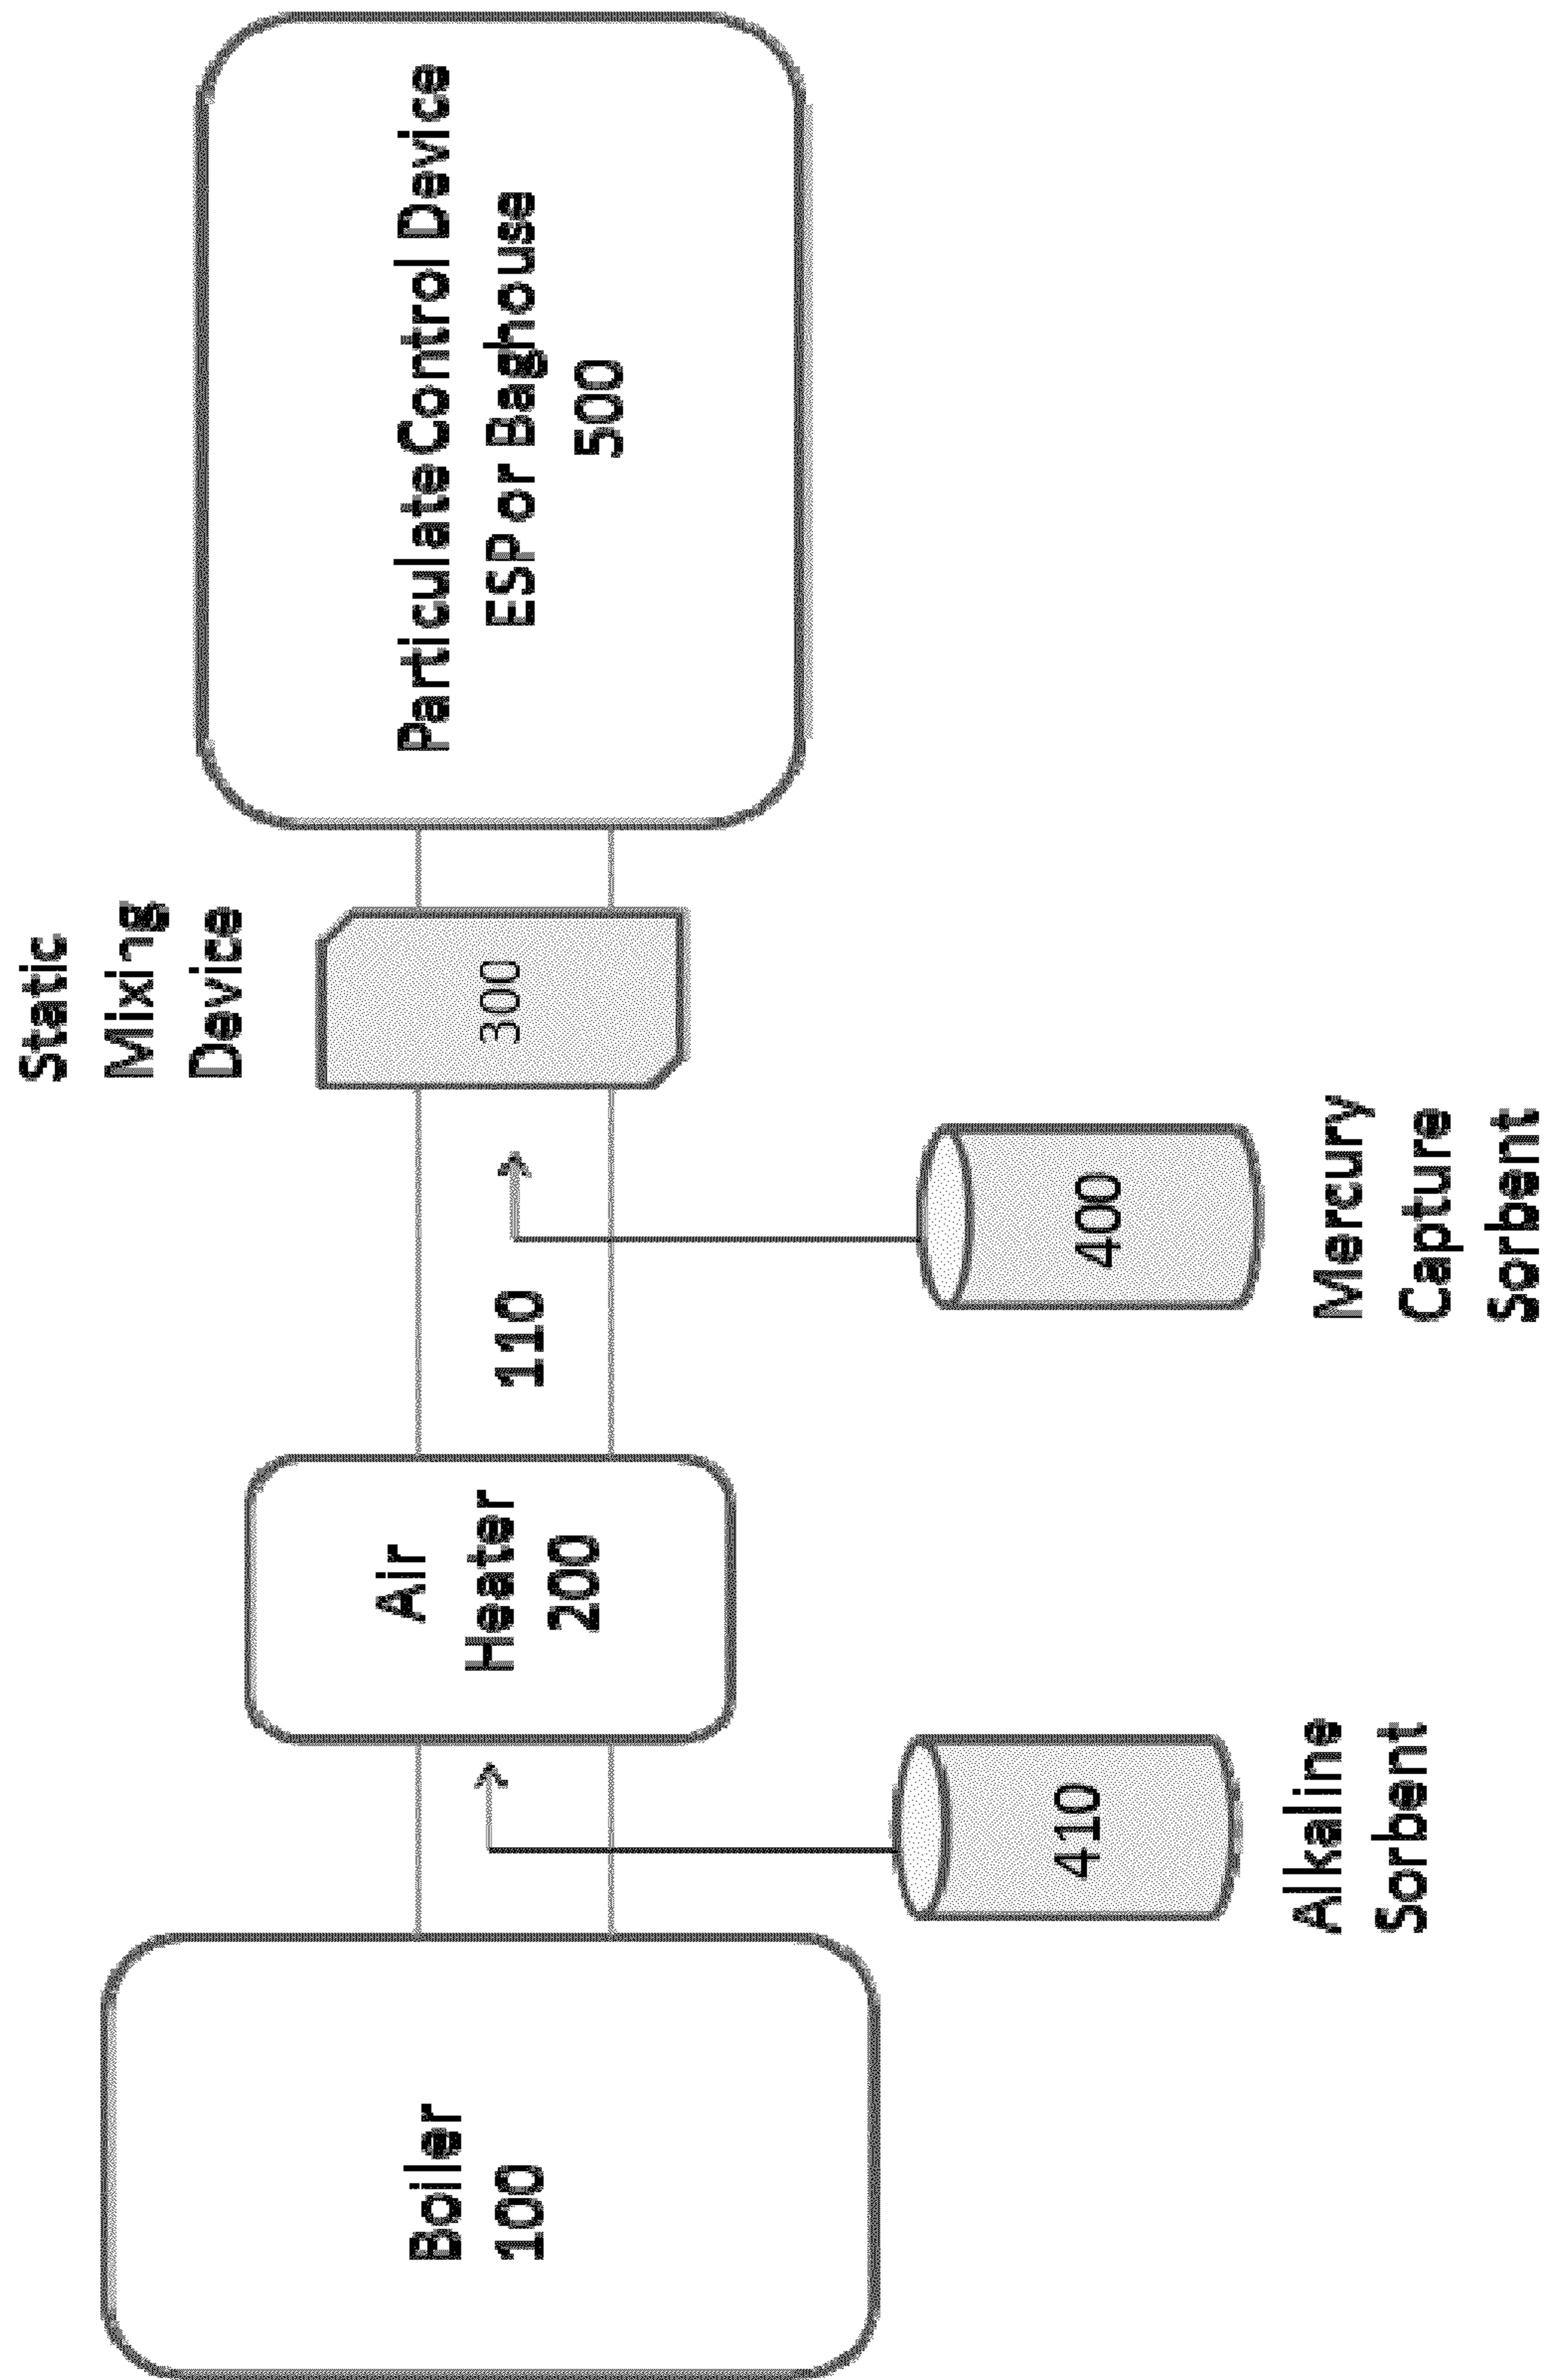 Boiler
100
Alkaline
Sorbent
410
Air
Heater
200
110
Mercury
Capture
Sorbent
400
Static
Mixing
Device
300
Particulate Control Device
ESP or Baghouse
500